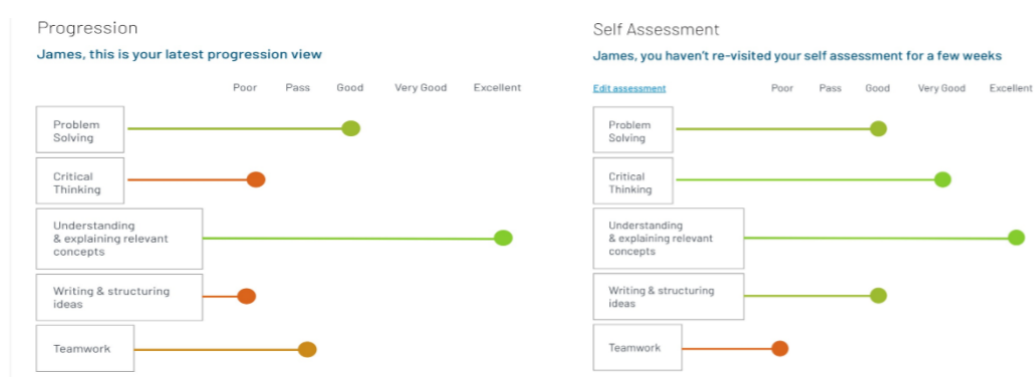 Progression
James, this is your latest progression view
Poor Pass Good Very Good Excellent
Problem
Solving
Critical
Thinking
Understanding
& explaining relevant
concepts
Writing & structuring
ideas
Teamwork
Self Assessment
James, you haven't re-visited your self assessment for a few weeks
Edit assessment Poor Pass Good Very Good Excellent
Problem
Solving
Critical
Thinking
Understanding
& explaining relevant
concepts
Writing & structuring
ideas
Teamwork